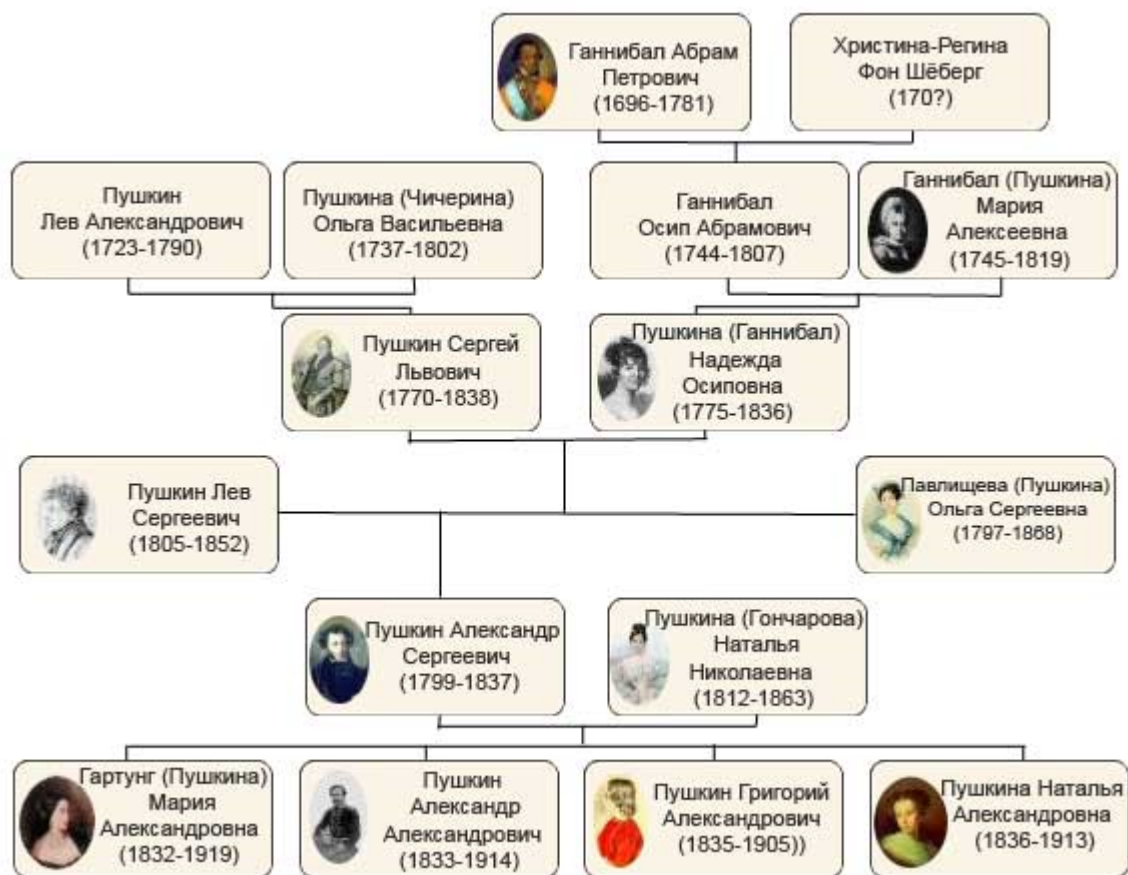 Ганнибал Абрам
Петрович
(1696-1781)
Христина-Регина
Фон Шёберг
(170?)
Пушкин
Лев Александрович
(1723-1790)
Пушкина (Чичерина)
Ольга Васильевна
(1737-1802)
Ганнибал
Осип Абрамович
(1744-1807)
Ганнибал (Пушкина)
Мария
Алексеевна
(1745-1819)
Пушкин Сергей
Львович
(1770-1838)
Пушкина (Ганнибал)
Надежда
Осиповна
(1775-1836)
Пушкин Лев
Сергеевич
(1805-1852)
Павлищева (Пушкина)
Ольга Сергеевна
(1797-1868)
Пушкин Александр
Сергеевич
(1799-1837)
Пушкина (Гончарова)
Наталья
Николаевна
(1812-1863)
Гартунг (Пушкина)
Мария
Александровна
(1832-1919)
Пушкин
Александр
Александрович
(1833-1914)
Пушкин Григорий
Александрович
(1835-1905))
Пушкина Наталья
Александровна
(1836-1913)